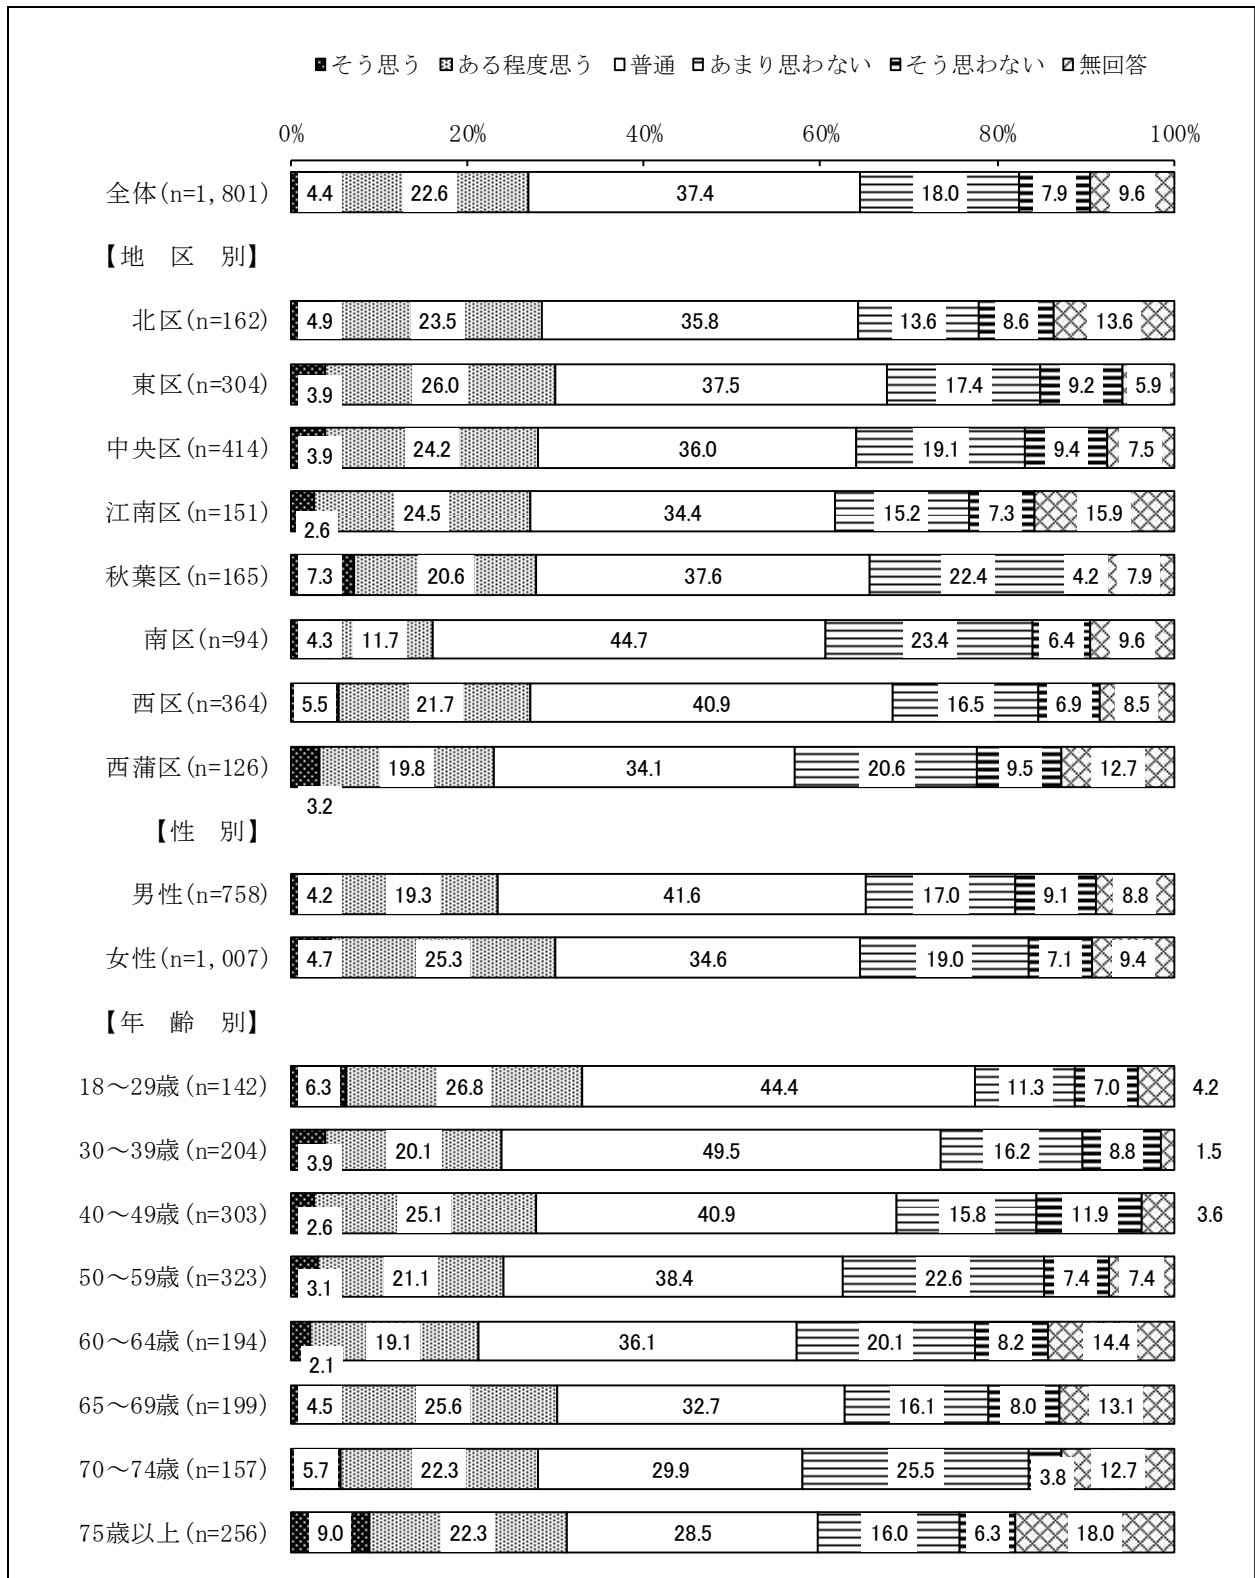 そう思う ある程度思う 普通 あまり思わない そう思わない 無回答
0% 20% 40% 60% 80% 100%
全体(n=1,801) 4.4 22.6 37.4 18.0 7.9 9.6
【地 区 別】
北区(n=162) 4.9 23.5 35.8 13.6 8.6 13.6
東区(n=304) 3.9 26.0 37.5 17.4 9.2 5.9
中央区(n=414) 3.9 24.2 36.0 19.1 9.4 7.5
江南区(n=151) 2.6 24.5 34.4 15.2 7.3 15.9
秋葉区(n=165) 7.3 20.6 37.6 22.4 4.2 7.9
南区(n=94) 4.3 11.7 44.7 23.4 6.4 9.6
西区(n=364) 5.5 21.7 40.9 16.5 6.9 8.5
西蒲区(n=126) 3.2 19.8 34.1 20.6 9.5 12.7
【性 別】
男性(n=758) 4.2 19.3 41.6 17.0 9.1 8.8
女性(n=1,007) 4.7 25.3 34.6 19.0 7.1 9.4
【年 齢 別】
18～29歳(n=142) 6.3 26.8 44.4 11.3 7.0 4.2
30～39歳(n=204) 3.9 20.1 49.5 16.2 8.8 1.5
40～49歳(n=303) 2.6 25.1 40.9 15.8 11.9 3.6
50～59歳(n=323) 3.1 21.1 38.4 22.6 7.4 7.4
60～64歳(n=194) 2.1 19.1 36.1 20.1 8.2 14.4
65～69歳(n=199) 4.5 25.6 32.7 16.1 8.0 13.1
70～74歳(n=157) 5.7 22.3 29.9 25.5 3.8 12.7
75歳以上(n=256) 9.0 22.3 28.5 16.0 6.3 18.0